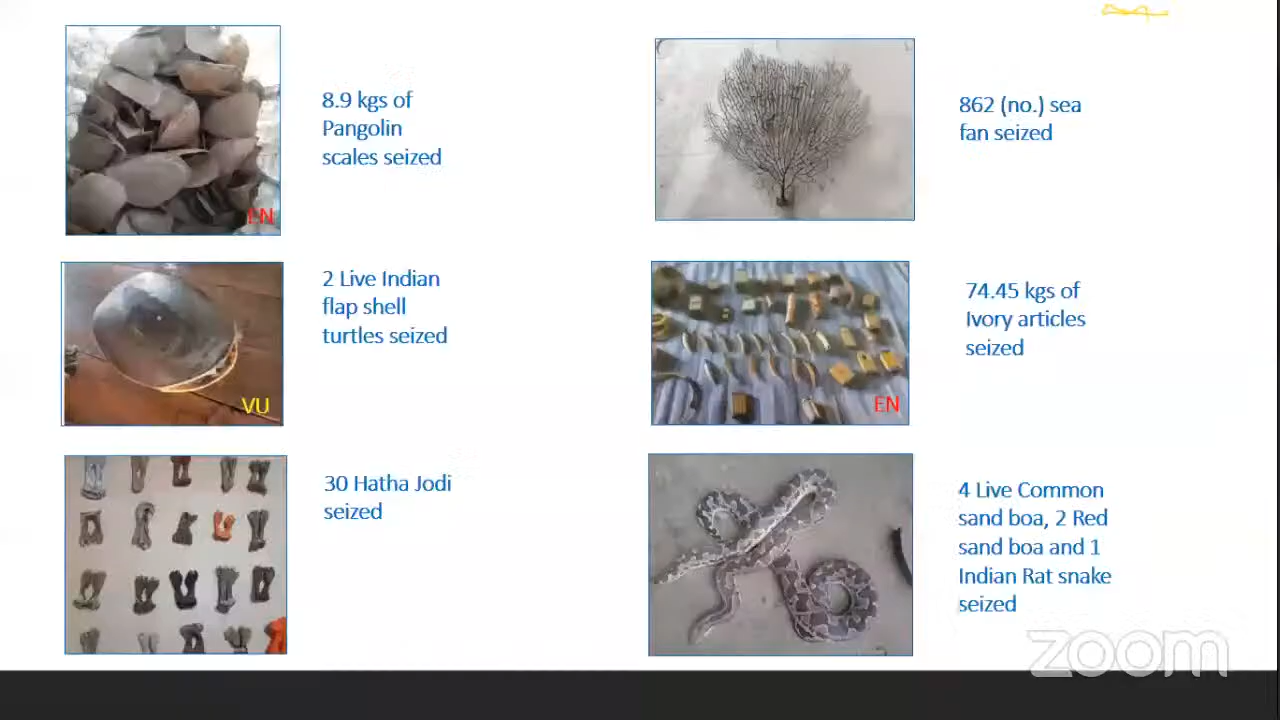 8.9 kgs of
Pangolin
scales seized
EN
862 (no.) sea
fan seized
2 Live Indian
flap shell
turtles seized
VU
74.45 kgs of
Ivory articles
seized
EN
30 Hatha Jodi
seized
4 Live Common
sand boa, 2 Red
sand boa and 1
Indian Rat snake
seized
zoom